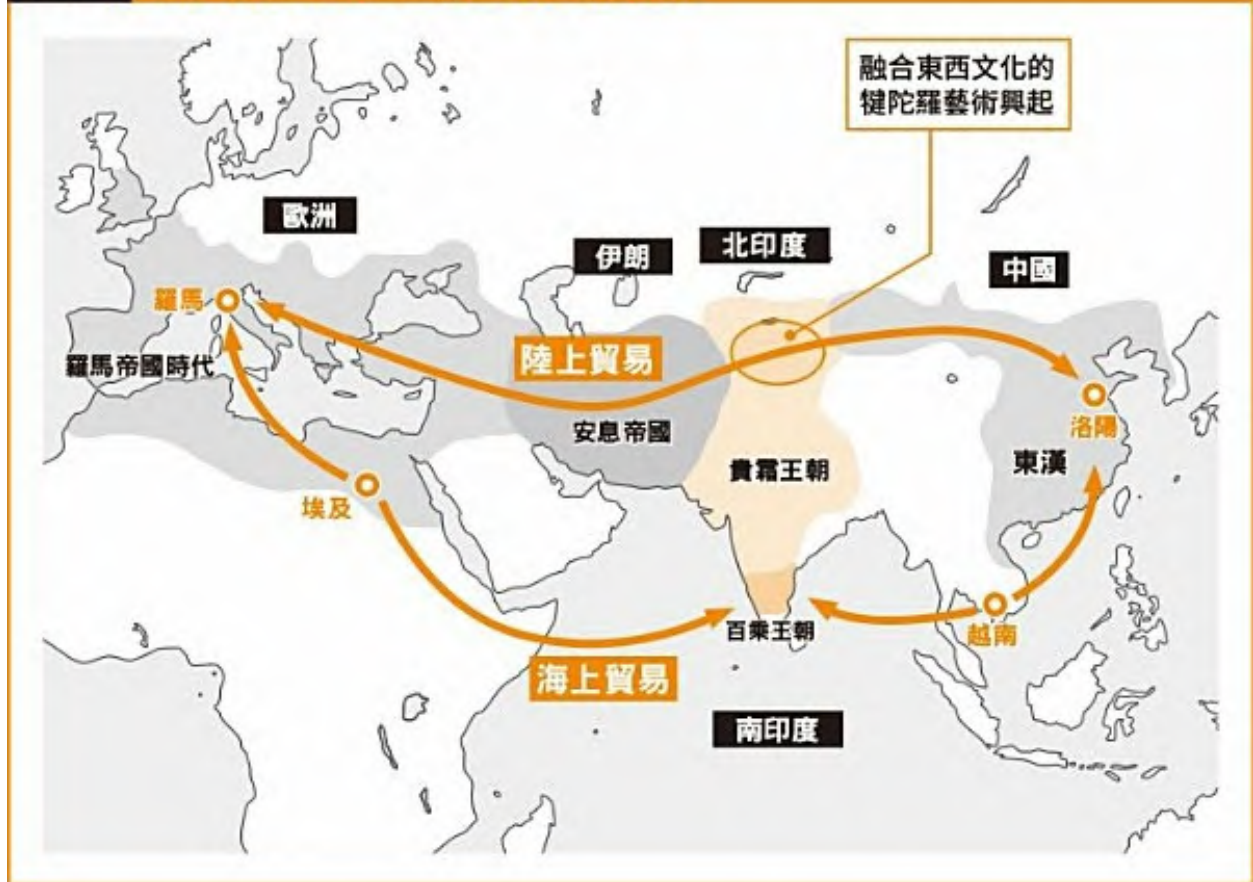 融合東西文化的
犍陀羅藝術興起
歐洲
伊朗
北印度
中國
羅馬
羅馬帝國時代
陸上貿易
安息帝國
貴霜王朝
洛陽
東漢
埃及
百乘王朝
越南
海上貿易
南印度